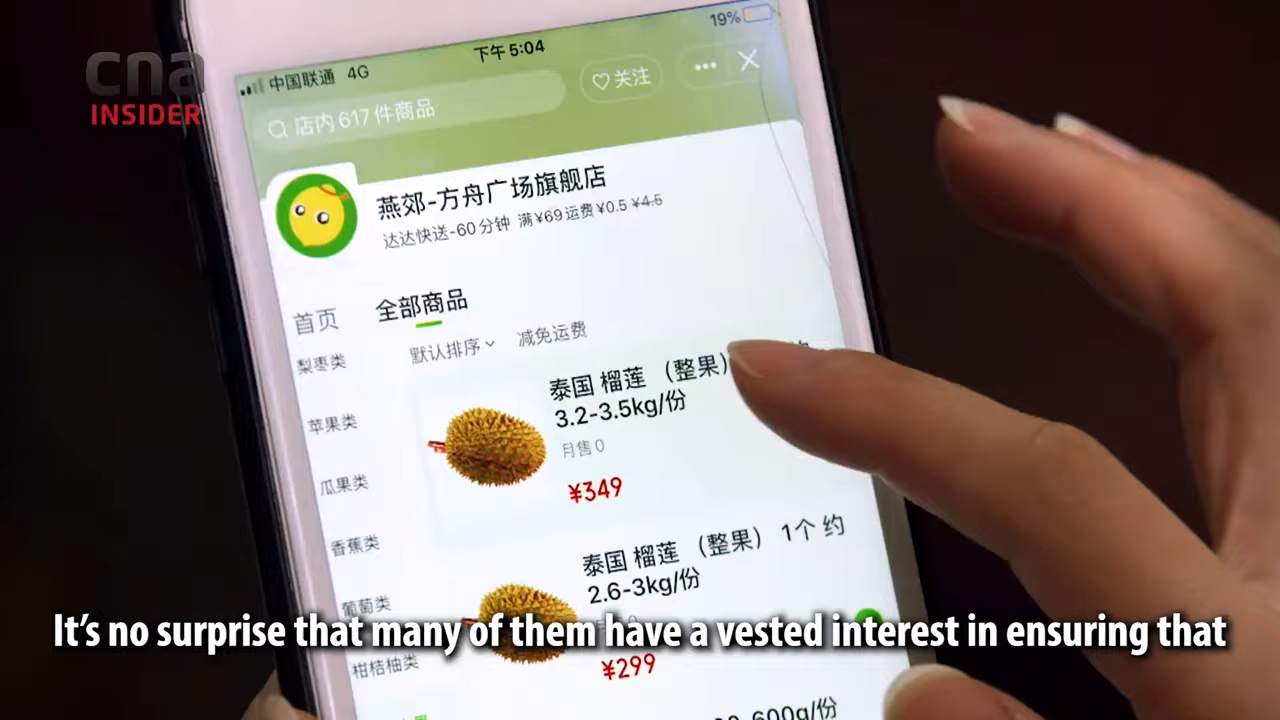 cna
INSIDER
中国联通 4G
下午5:04
19%
店内617件商品
关注
燕郊-方舟广场旗舰店
达达快送-60分钟 满¥69运费¥0.5 ¥4.5
首页
全部商品
默认排序
减免运费
梨枣类
苹果类
瓜果类
香蕉类
葡萄类
柑桔柚类
泰国 榴莲 （整果）
3.2-3.5kg/份
月售0
¥349
泰国 榴莲 （整果） 1个 约
2.6-3kg/份
¥299
600g/份
It's no surprise that many of them have a vested interest in ensuring that